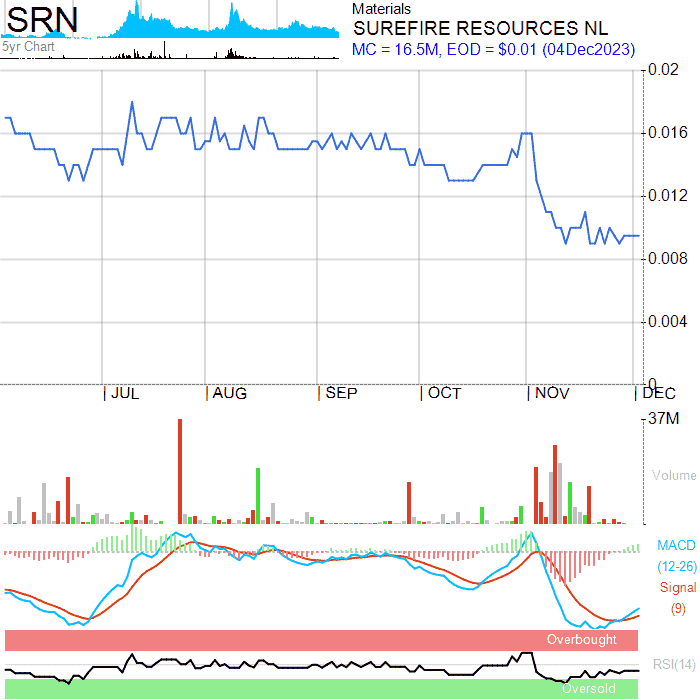 SRN
5yr Chart
Materials
SUREFIRE RESOURCES NL
MC = 16.5M, EOD = $0.01 (04Dec2023)
0.02
0.016
0.012
0.008
0.004
0
JUL AUG SEP OCT NOV DEC
37M
Volume
MACD
(12-26)
Signal
(9)
Overbought
RSI(14)
Oversold